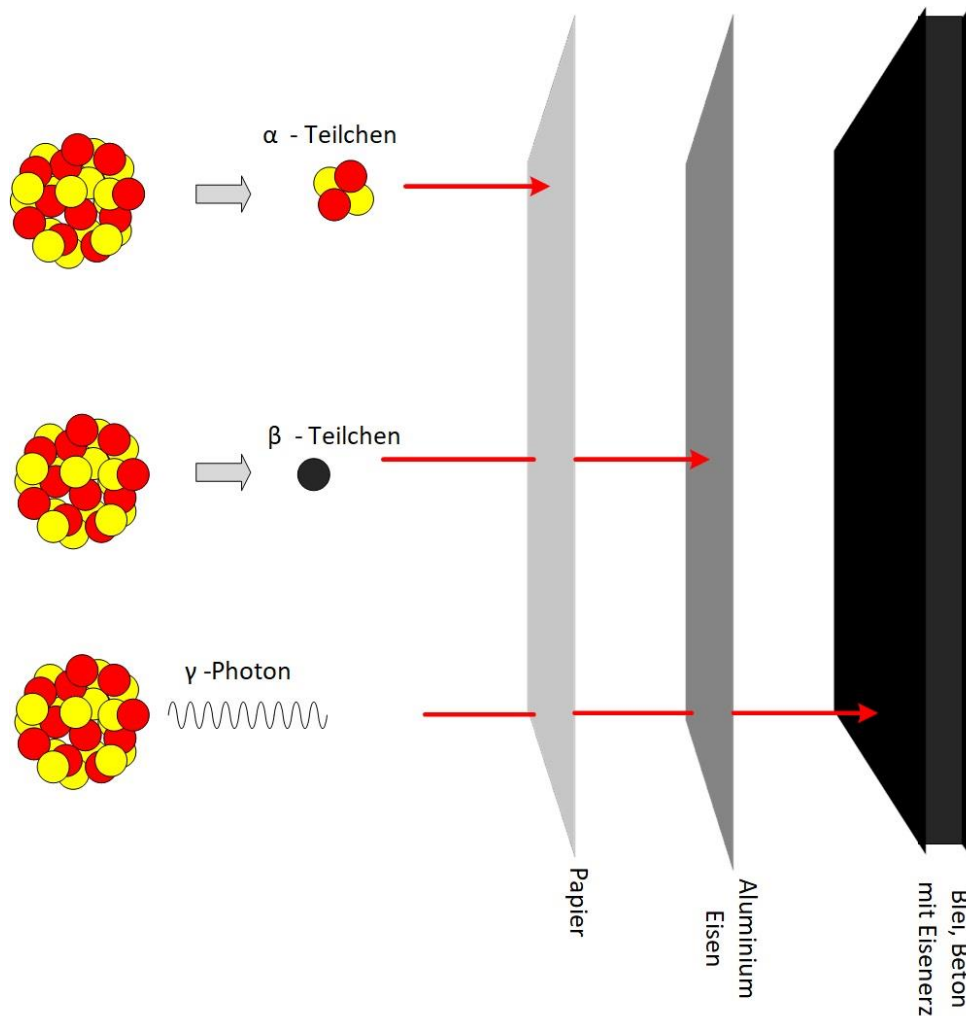 α - Teilchen
β - Teilchen
γ -Photon
Papier
Aluminium
Eisen
Blei, Beton
mit Eisenerz